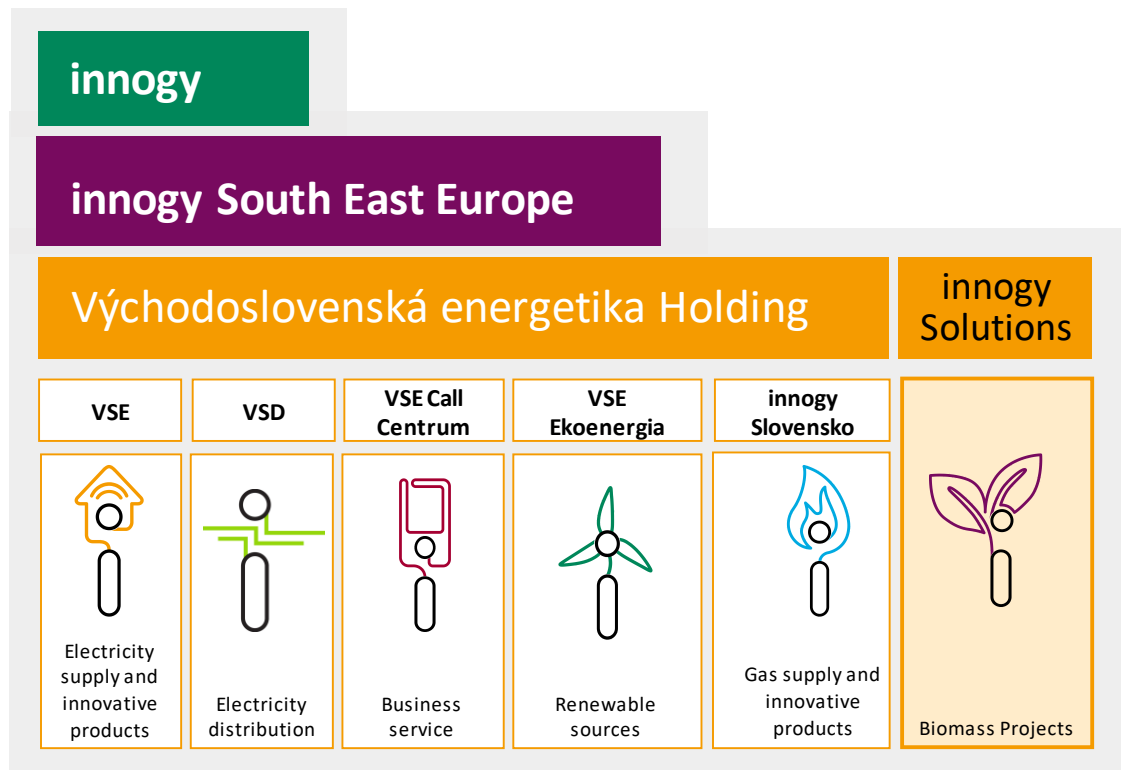 innogy
innogy South East Europe
Východoslovenská energetika Holding
innogy
Solutions
VSE
VSD
VSE Call
Centrum
VSE
Ekoenergia
innogy
Slovensko
Electricity
supply and
innovative
products
Electricity
distribution
Business
service
Renewable
sources
Gas supply and
innovative
products
Biomass Projects